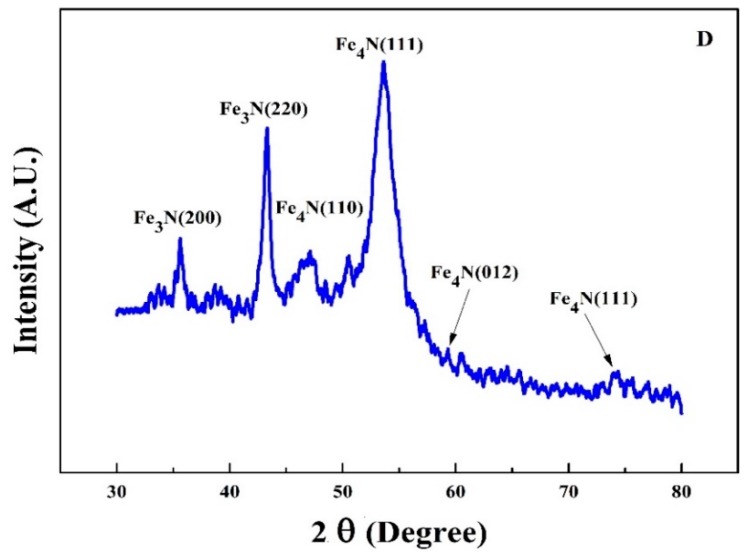 D
Fe4N(111)
Fe3N(220)
Fe3N(200)
Fe4N(110)
Fe4N(012)
Fe4N(111)
Intensity (A.U.)
30 40 50 60 70 80
2 θ (Degree)